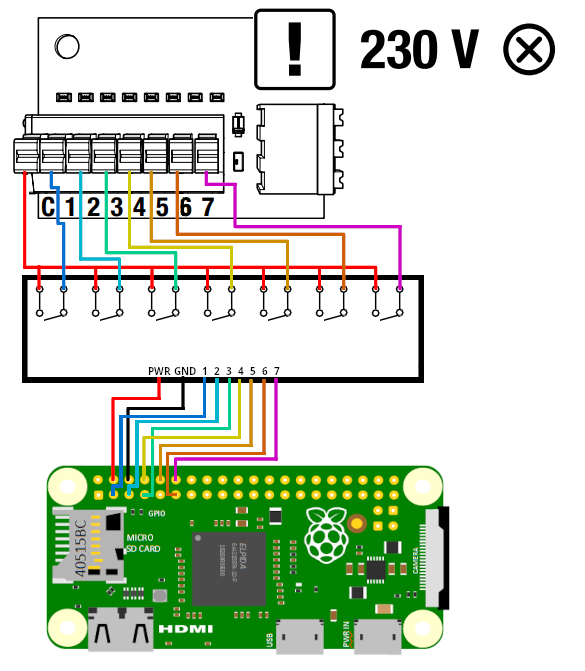 !
230 V
C 1 2 3 4 5 6 7
PWR GND 1 2 3 4 5 6 7
GPIO
40515BC
MICRO
SD CARD
ELPIDA
CAMERA
HDMI
USB
PWR IN